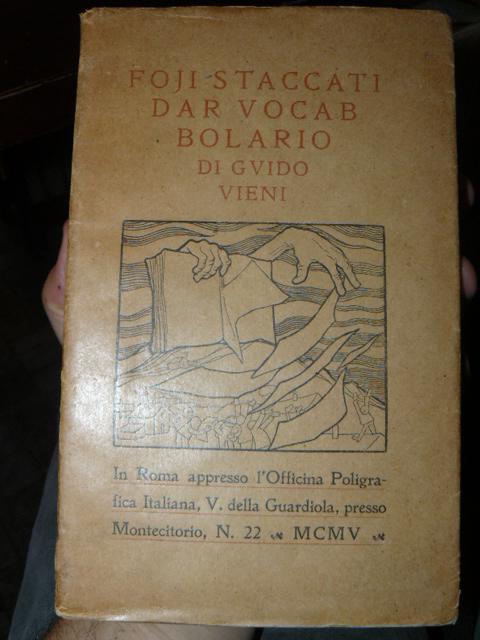 FOJI STACCATI
DAR VOCAB
BOLARIO
DI GVIDO
VIENI
In Roma appresso l'Officina Poligra-
fica Italiana, V. della Guardiola, presso
Montecitorio, N. 22 MCMV